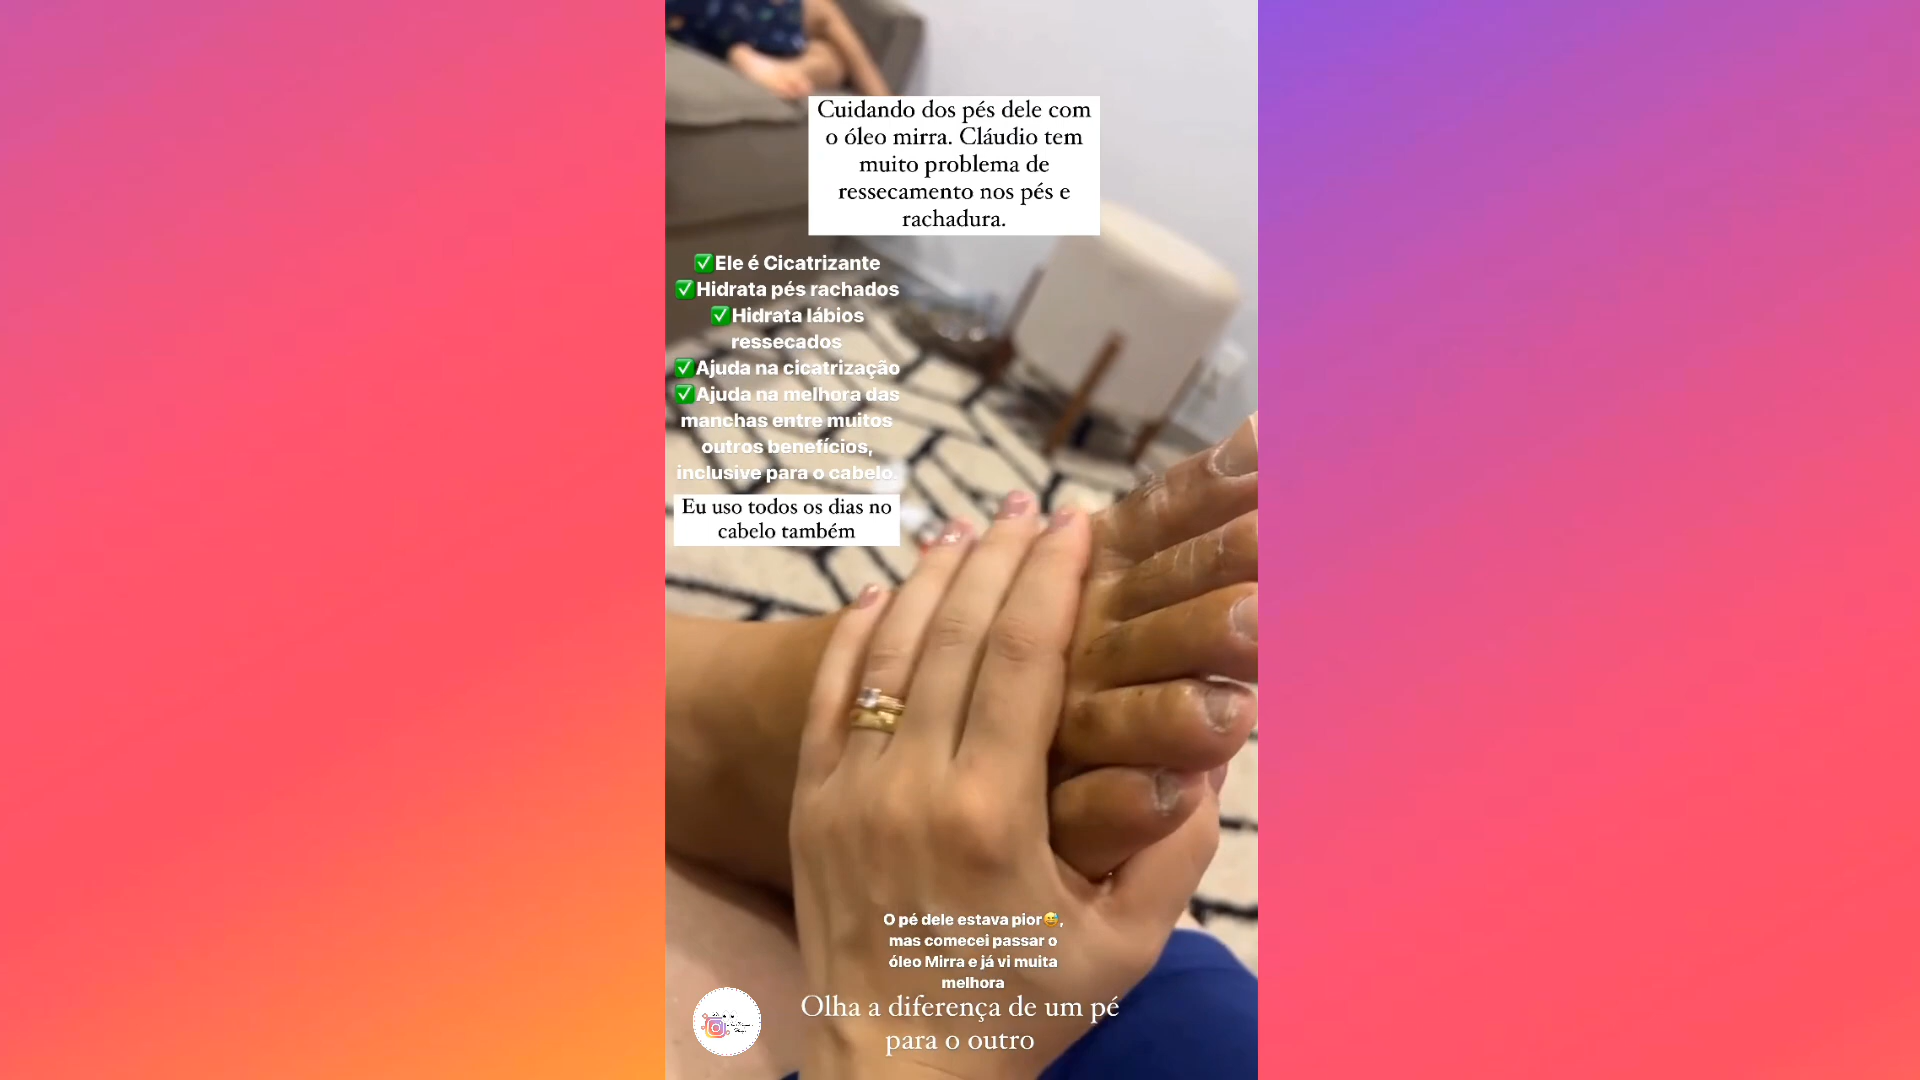 Cuidando dos pés dele com
o óleo mirra. Cláudio tem
muito problema de
ressecamento nos pés e
rachadura.
✅Ele é Cicatrizante
✅Hidrata pés rachados
✅Hidrata lábios
ressecados
✅Ajuda na cicatrização
✅Ajuda na melhora das
manchas entre muitos
outros benefícios,
inclusive para o cabelo.
Eu uso todos os dias no
cabelo também
O pé dele estava pior😅,
mas comecei passar o
óleo Mirra e já vi muita
melhora
Olha a diferença de um pé
para o outro